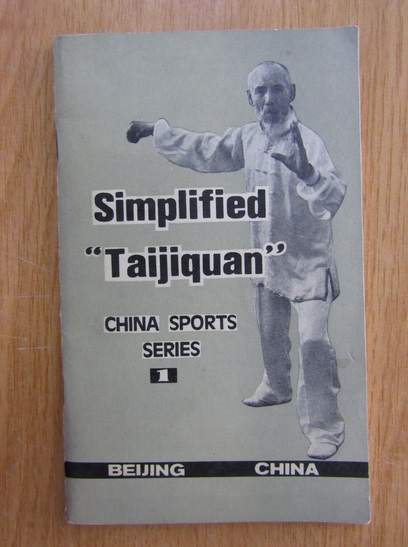 Simplified
“Taijiquan”
CHINA SPORTS
SERIES
1
BEIJING CHINA